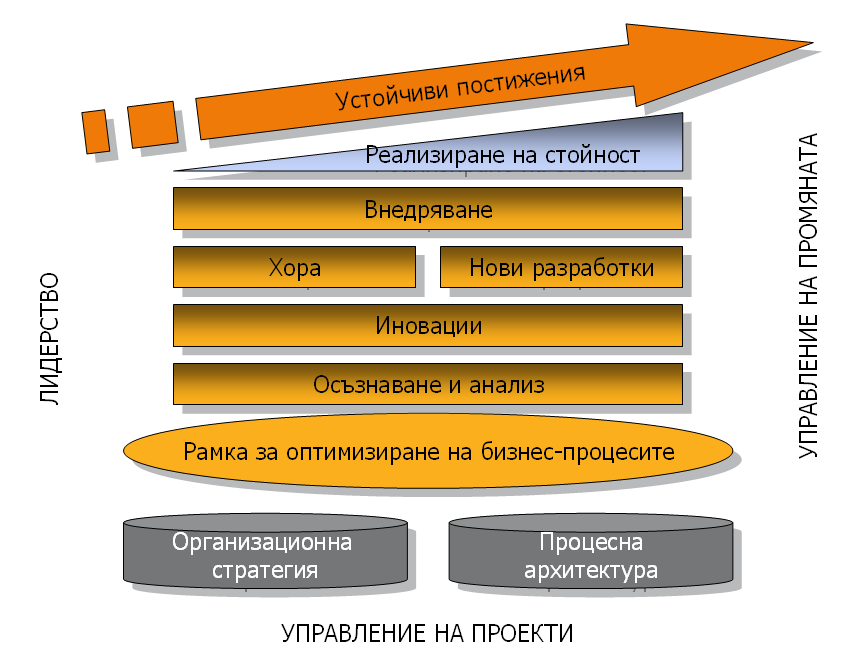 Устойчиви постижения
Реализиране на стойност
Внедряване
Хора
Нови разработки
Иновации
Осъзнаване и анализ
Рамка за оптимизиране на бизнес-процесите
Организационна
стратегия
Процесна
архитектура
ЛИДЕРСТВО
УПРАВЛЕНИЕ НА ПРОМЯНАТА
УПРАВЛЕНИЕ НА ПРОЕКТИ